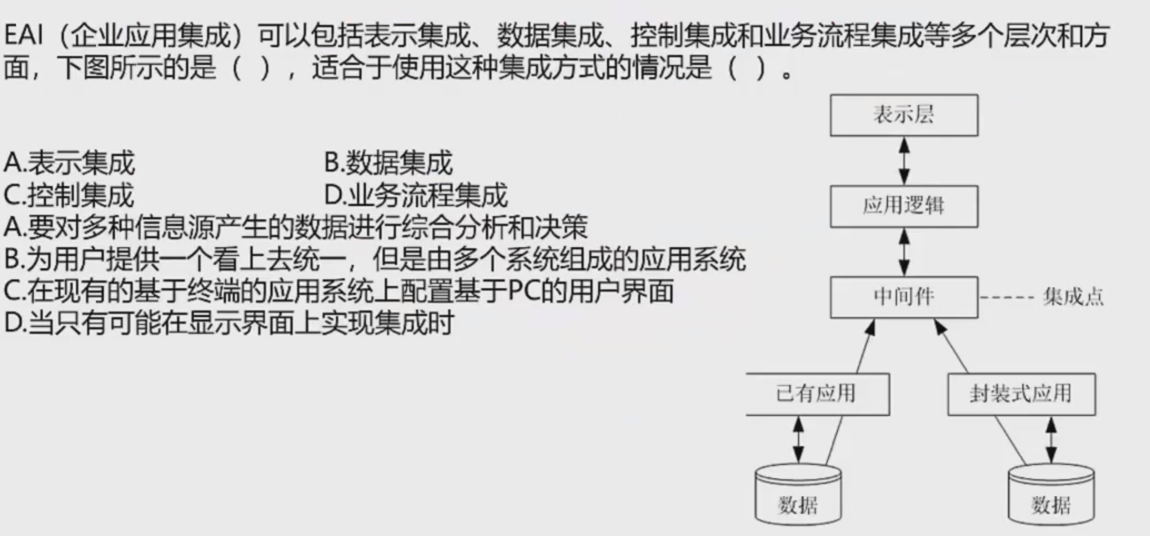 EAI（企业应用集成）可以包括表示集成、数据集成、控制集成和业务流程集成等多个层次和方
面，下图所示的是（ ），适合于使用这种集成方式的情况是（ ）。
A.表示集成 B.数据集成
C.控制集成 D.业务流程集成
A.要对多种信息源产生的数据进行综合分析和决策
B.为用户提供一个看上去统一，但是由多个系统组成的应用系统
C.在现有的基于终端的应用系统上配置基于PC的用户界面
D.当只有可能在显示界面上实现集成时
表示层
应用逻辑
中间件 集成点
已有应用 封装式应用
数据 数据